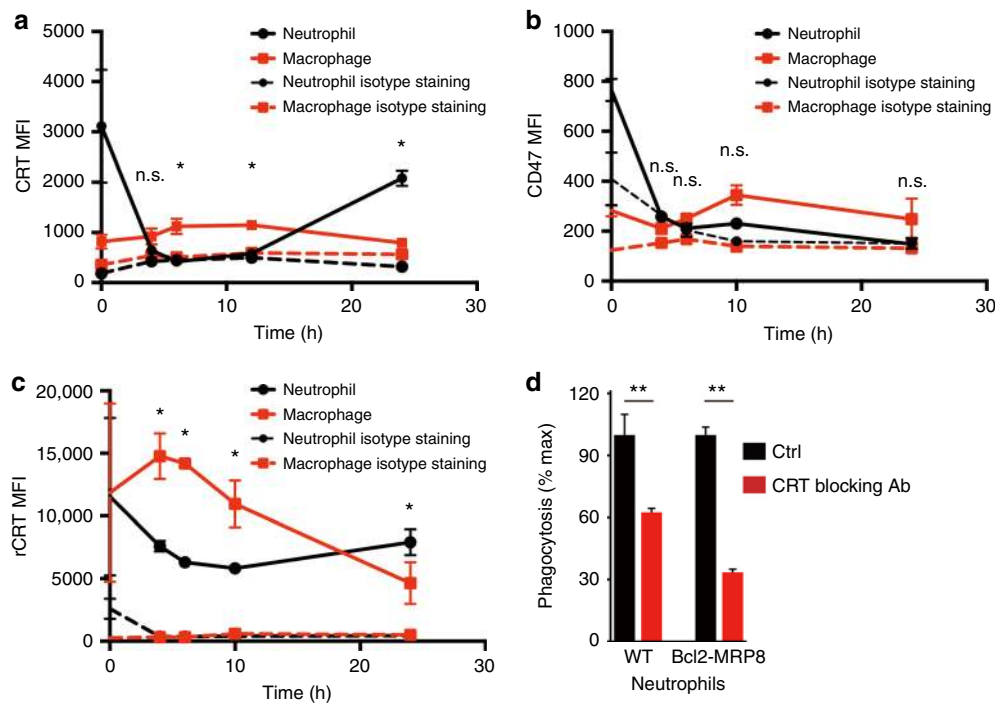 a
5000
4000
3000
2000
1000
0
CRT MFI
Neutrophil
Macrophage
Neutrophil isotype staining
Macrophage isotype staining
n.s.
*
*
*
0
10
20
30
Time (h)
b
1000
800
600
400
200
0
CD47 MFI
Neutrophil
Macrophage
Neutrophil isotype staining
Macrophage isotype staining
n.s.
n.s.
n.s.
n.s.
0
10
20
30
Time (h)
c
20,000
15,000
10,000
5000
0
rCRT MFI
Neutrophil
Macrophage
Neutrophil isotype staining
Macrophage isotype staining
*
*
*
*
0
10
20
30
Time (h)
d
120
90
60
30
0
Phagocytosis (% max)
**
**
Ctrl
CRT blocking Ab
WT
Bcl2-MRP8
Neutrophils